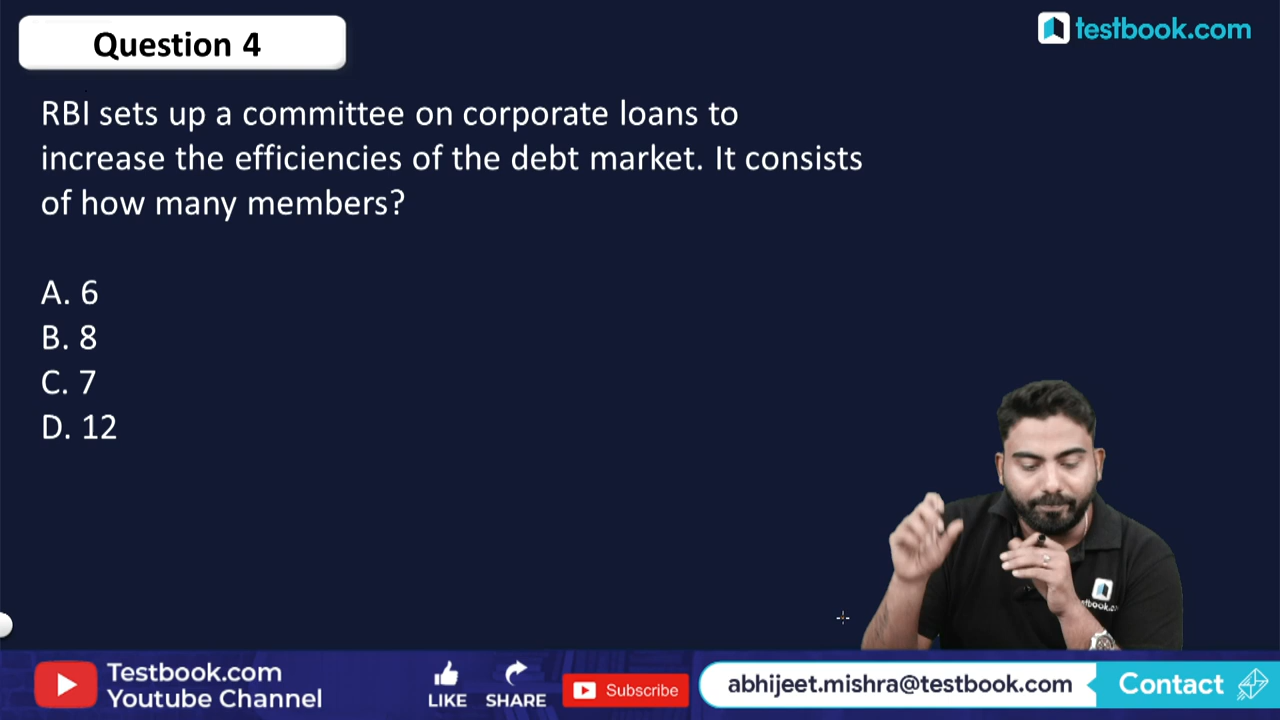 Question 4
testbook.com
RBI sets up a committee on corporate loans to
increase the efficiencies of the debt market. It consists
of how many members?
A. 6
B. 8
C. 7
D. 12
Testbook.com
Youtube Channel
LIKE
SHARE
Subscribe
abhijeet.mishra@testbook.com
Contact